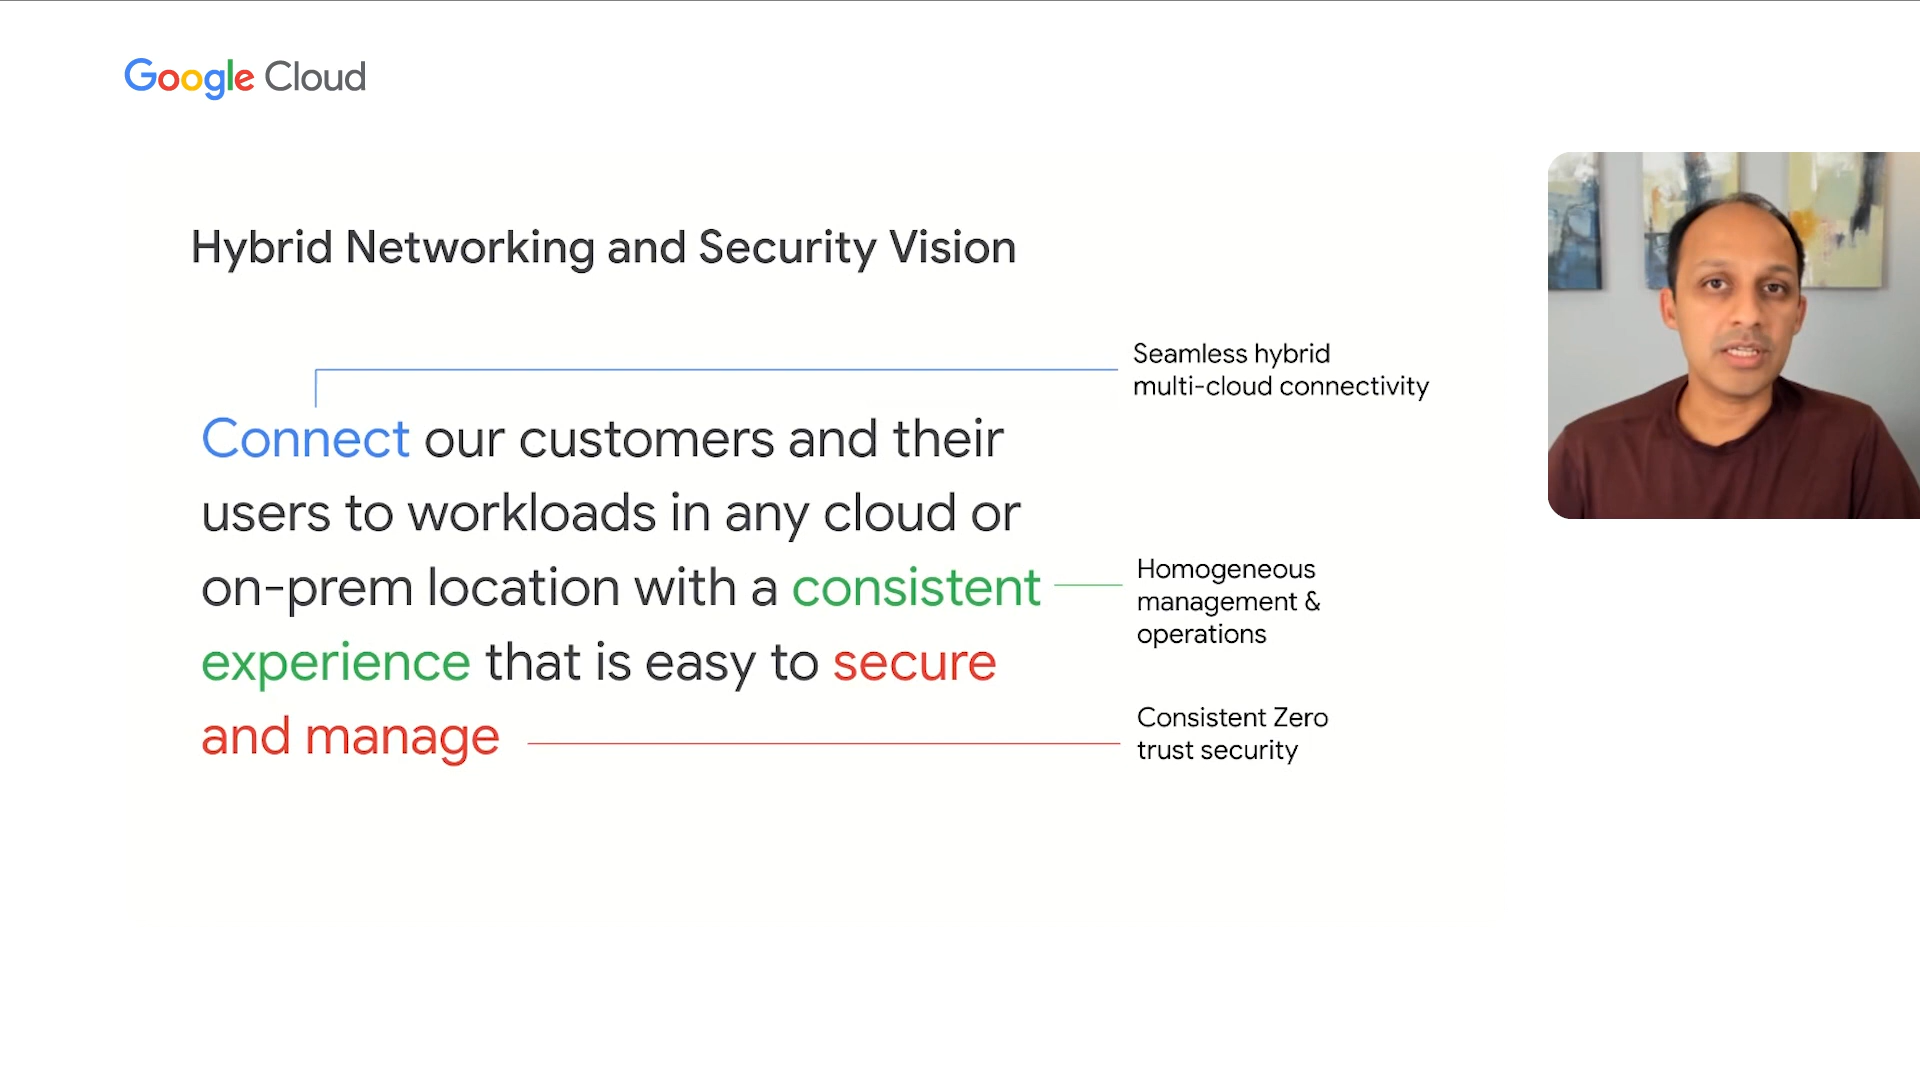 Google Cloud
Hybrid Networking and Security Vision
Seamless hybrid
multi-cloud connectivity
Connect our customers and their
users to workloads in any cloud or
on-prem location with a consistent
experience that is easy to secure
and manage
Homogeneous
management &
operations
Consistent Zero
trust security